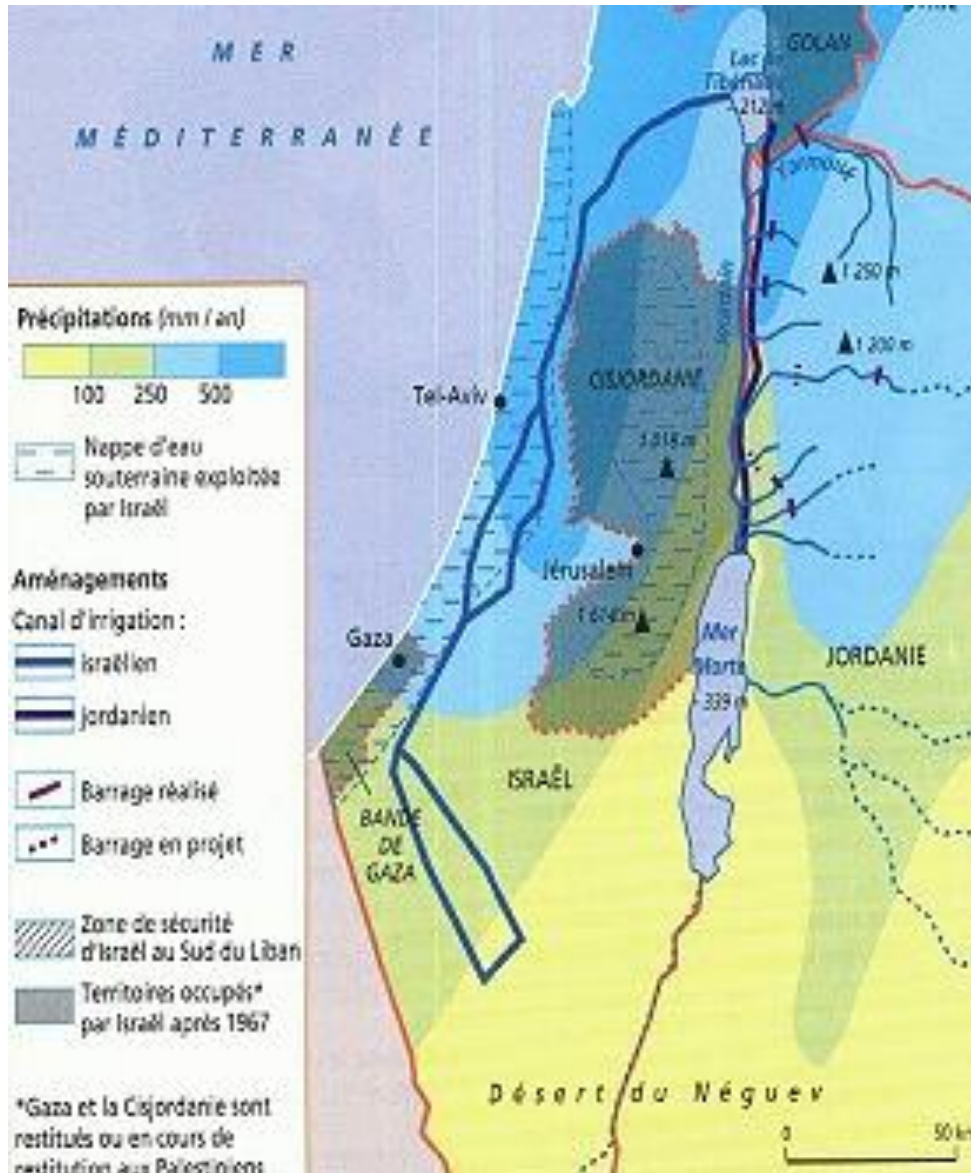 MER
MÉDITERRANÉE
GOLAN
Lac de
Tibériade
- 212 m
Yarmouk
1 250 m
1 200 m
Jourdain
CISJORDANIE
Tel-Aviv
1 018 m
Jérusalem
Gaza
Mer
Morte
- 339 m
JORDANIE
ISRAËL
BANDE
DE
GAZA
Désert du Néguev
0 50 km
Précipitations (mm / an)
100 250 500
Nappe d'eau
souterraine exploitée
par Israël
Aménagements
Canal d'irrigation :
israëlien
jordanien
Barrage réalisé
Barrage en projet
Zone de sécurité
d'Israël au Sud du Liban
Territoires occupés*
par Israël après 1967
*Gaza et la Cisjordanie sont
restitués ou en cours de
restitution aux Palestiniens